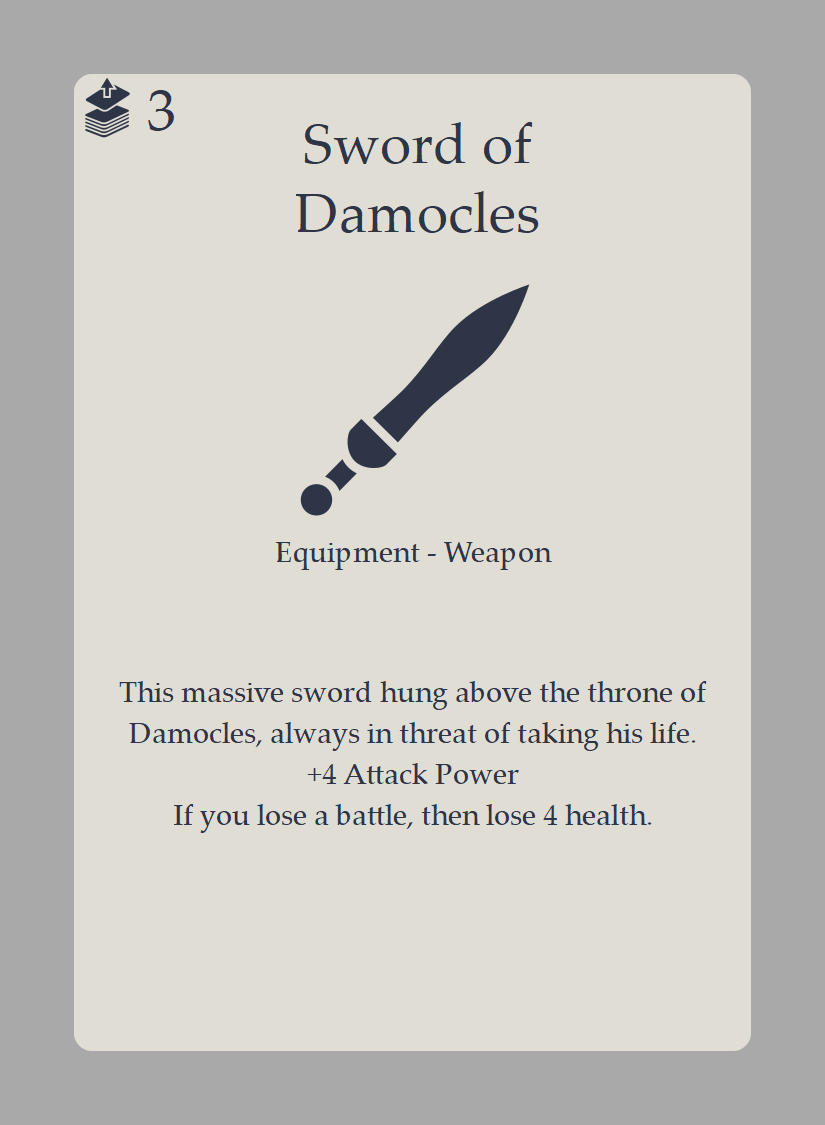 3
Sword of
Damocles
Equipment - Weapon
This massive sword hung above the throne of
Damocles, always in threat of taking his life.
+4 Attack Power
If you lose a battle, then lose 4 health.